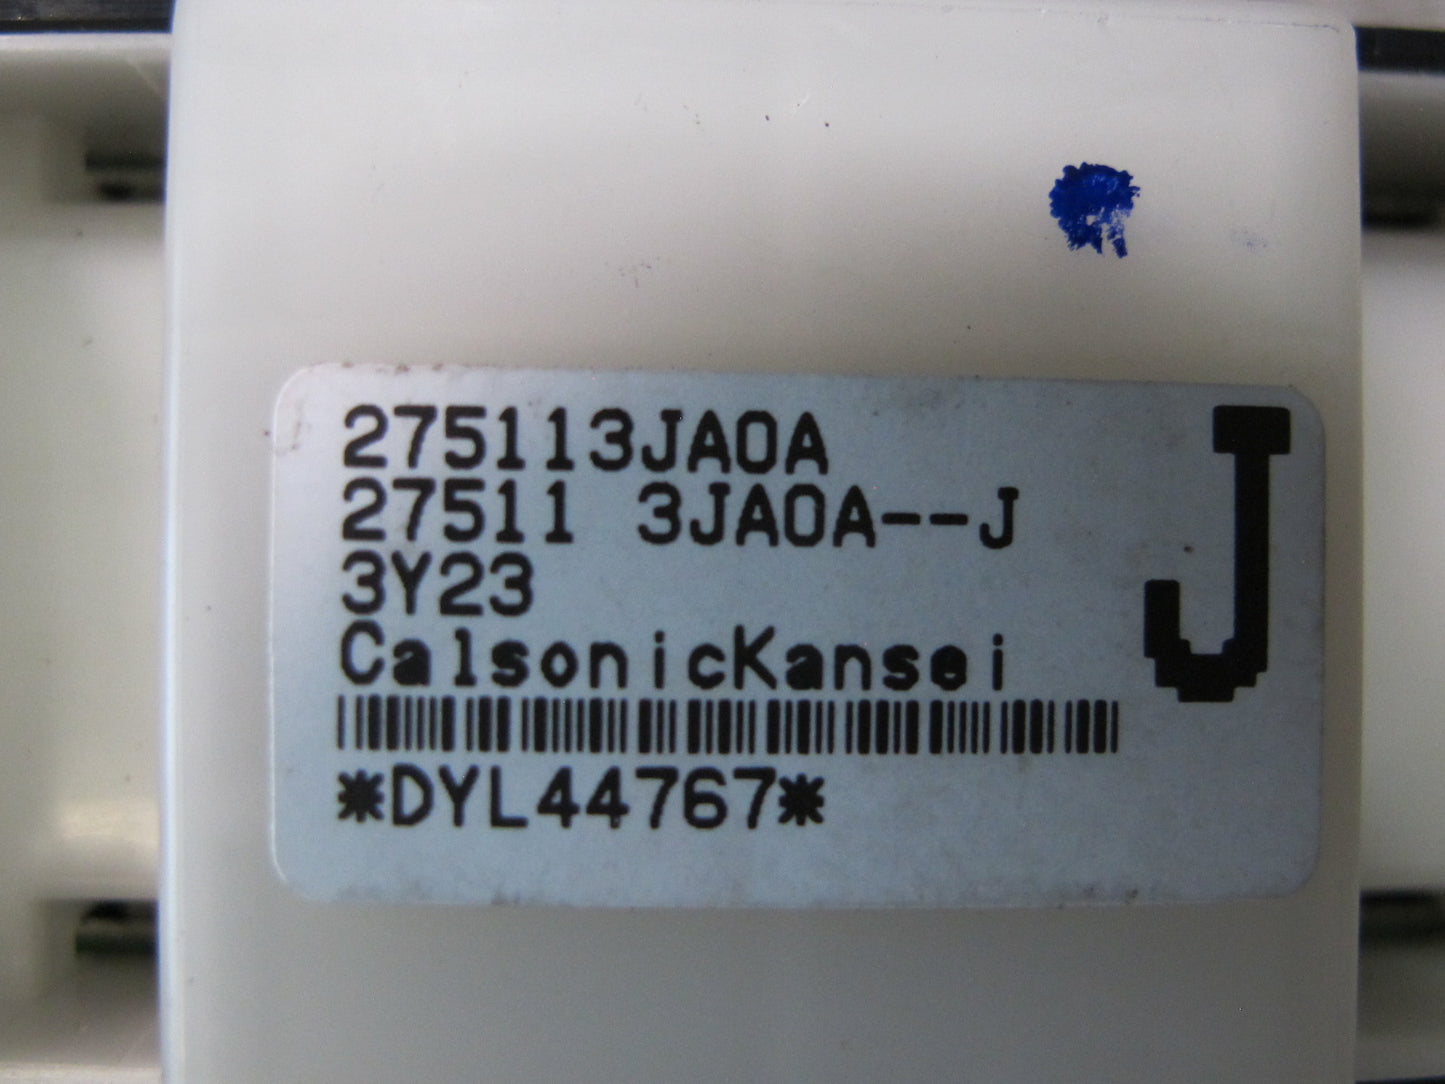 275113JA0A
27511 3JA0A--J
3Y23
CalsonicKansei
*DYL44767*
J